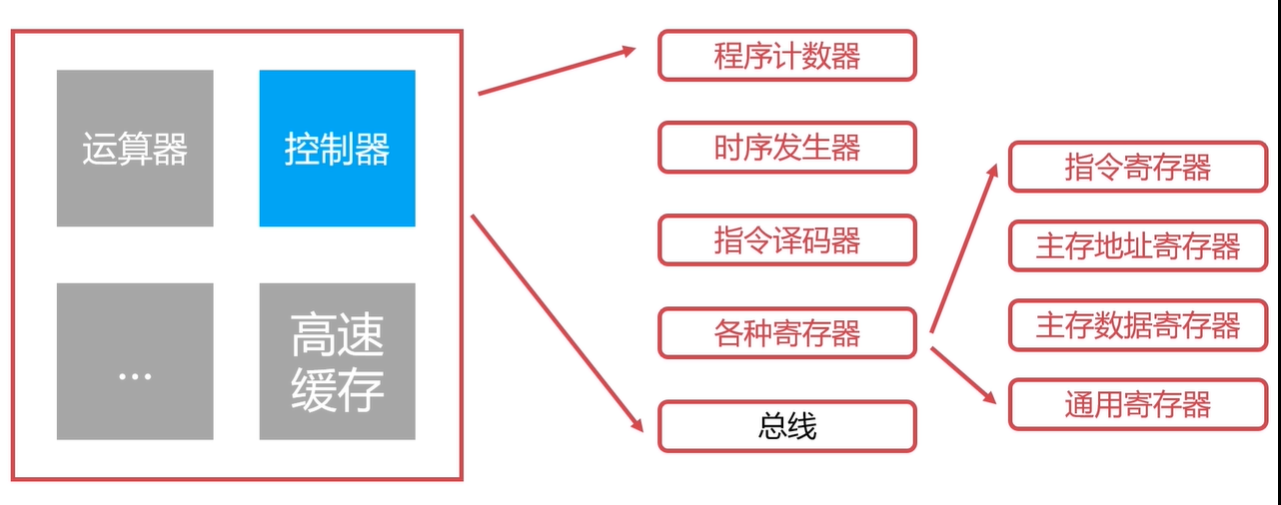 运算器
控制器
...
高速
缓存
程序计数器
时序发生器
指令译码器
各种寄存器
总线
指令寄存器
主存地址寄存器
主存数据寄存器
通用寄存器